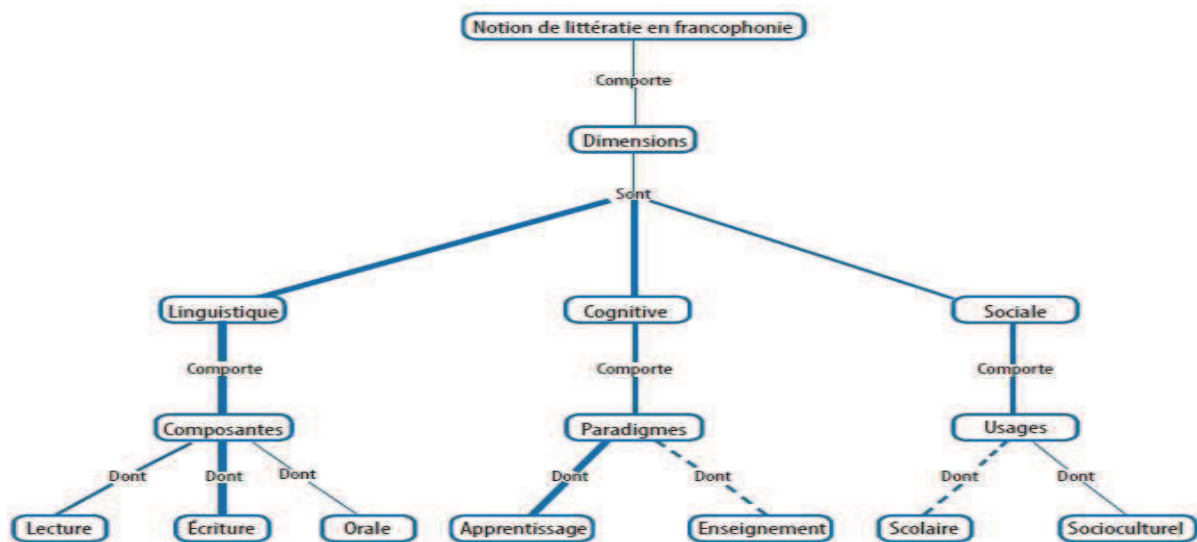 Notion de littératie en francophonie
Comporte
Dimensions
Sont
Linguistique
Cognitive
Sociale
Comporte
Comporte
Comporte
Composantes
Paradigmes
Usages
Dont
Dont
Dont
Dont
Dont
Dont
Dont
Lecture
Écriture
Orale
Apprentissage
Enseignement
Scolaire
Socioculturel